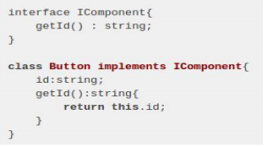 interface IComponent{
    getId() : string;
}
class Button implements IComponent{
    id:string;
    getId():string{
        return this.id;
    }
}